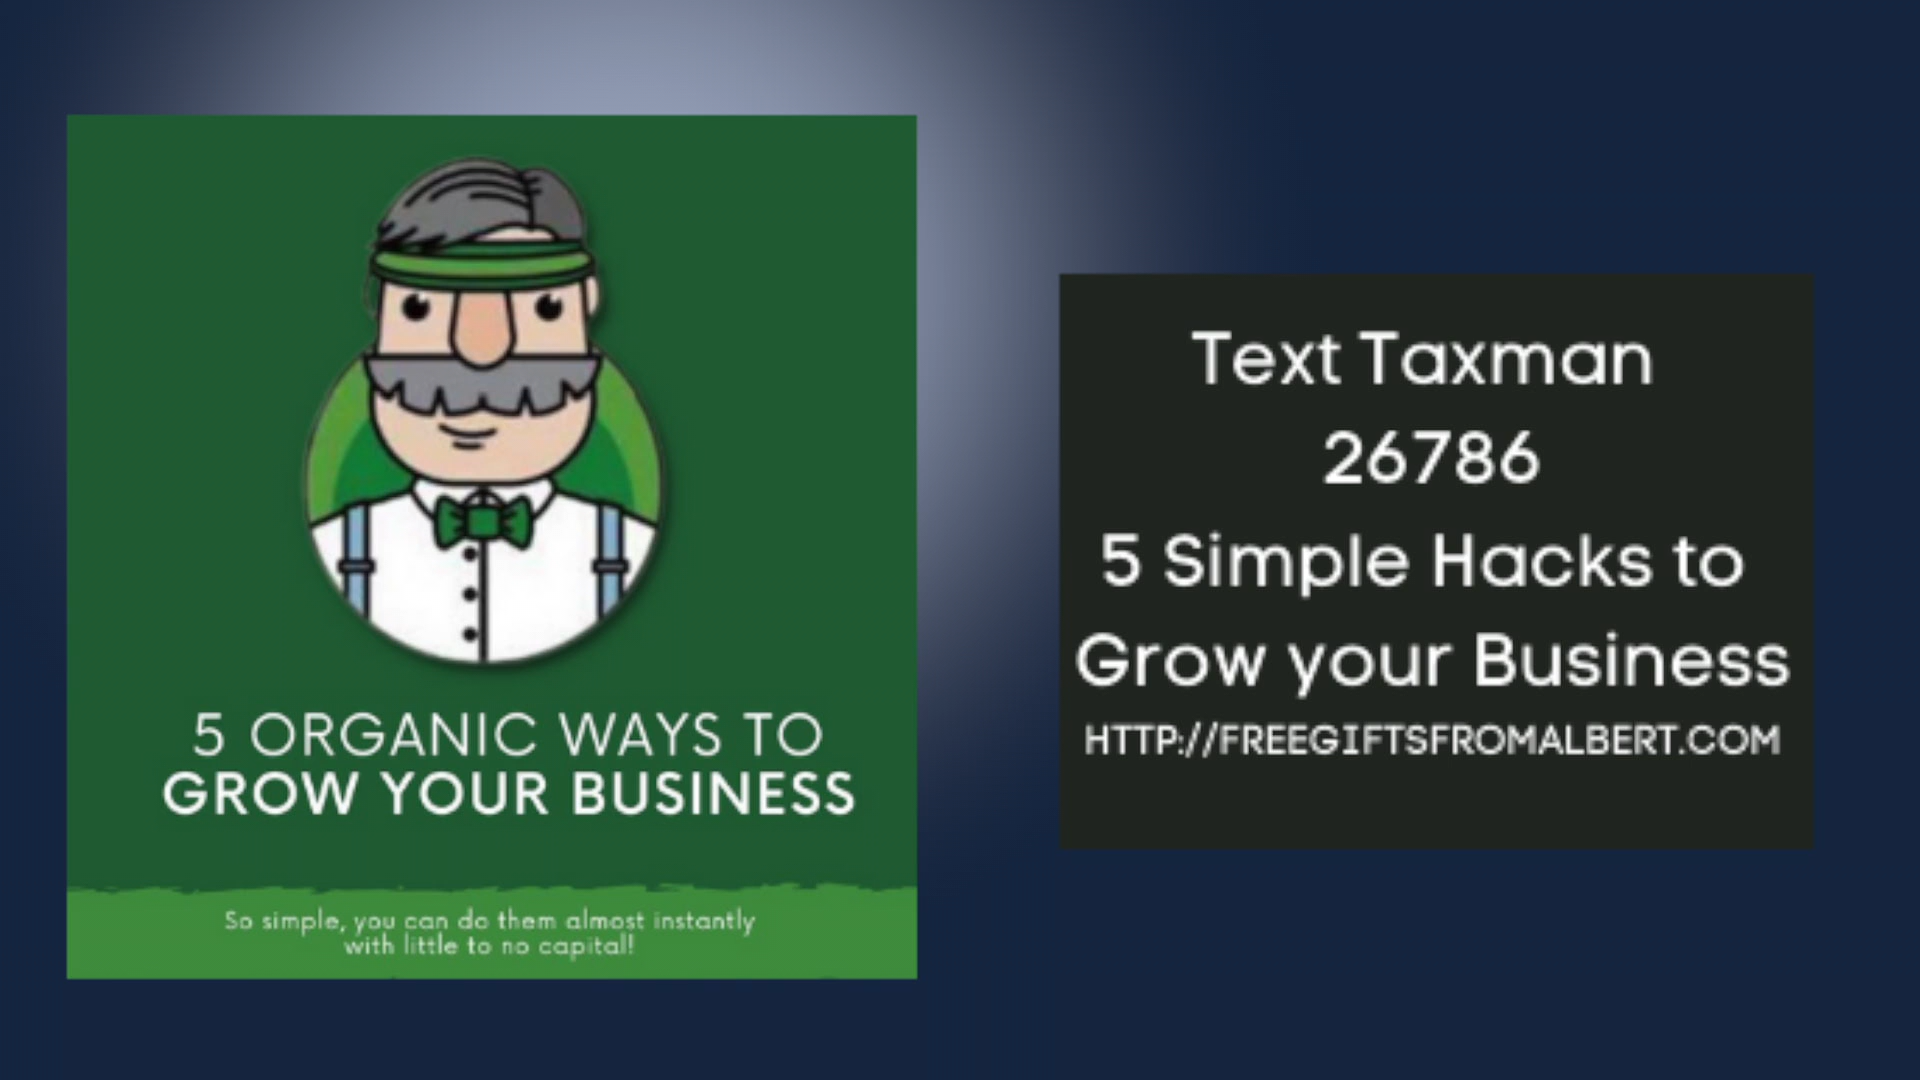 5 ORGANIC WAYS TO
GROW YOUR BUSINESS
So simple, you can do them almost instantly
with little to no capital!
Text Taxman
26786
5 Simple Hacks to
Grow your Business
HTTP://FREEGIFTSFROMALBERT.COM